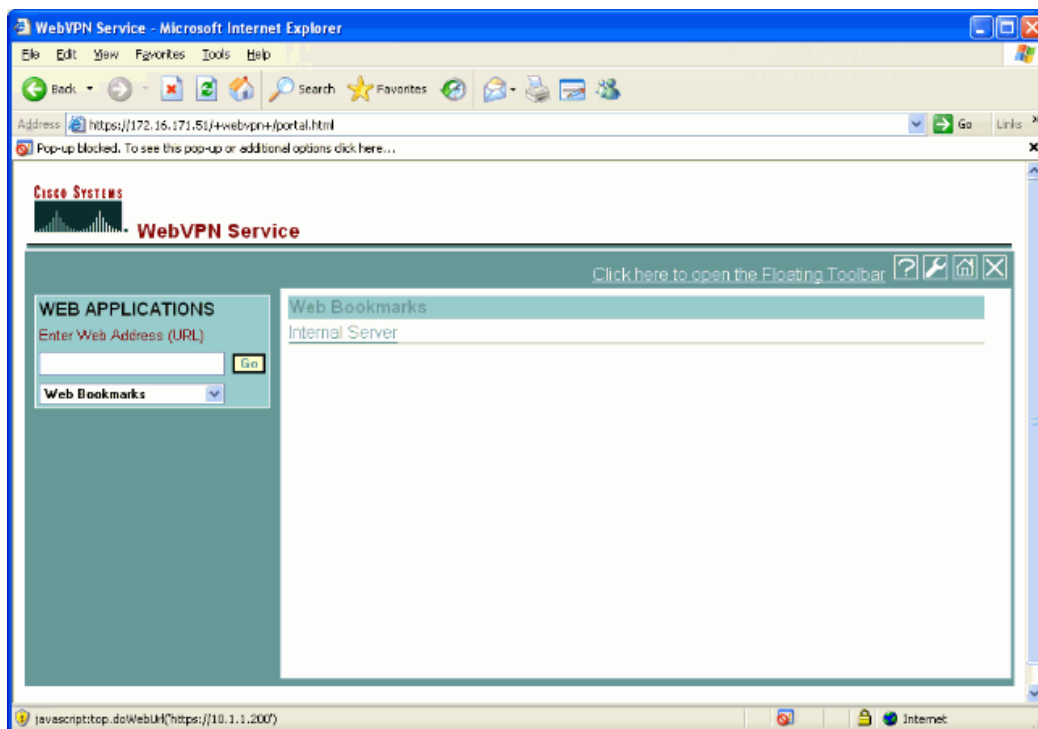 WebVPN Service - Microsoft Internet Explorer
File Edit View Favorites Tools Help
Back Search Favorites
Address https://172.16.171.51/+webvpn+/portal.html Go Links
Pop-up blocked. To see this pop-up or additional options click here...
CISCO SYSTEMS
WebVPN Service
Click here to open the Floating Toolbar
WEB APPLICATIONS
Enter Web Address (URL)
Go
Web Bookmarks
Web Bookmarks
Internal Server
javascript:top.doWebUrl('https://10.1.1.200') Internet